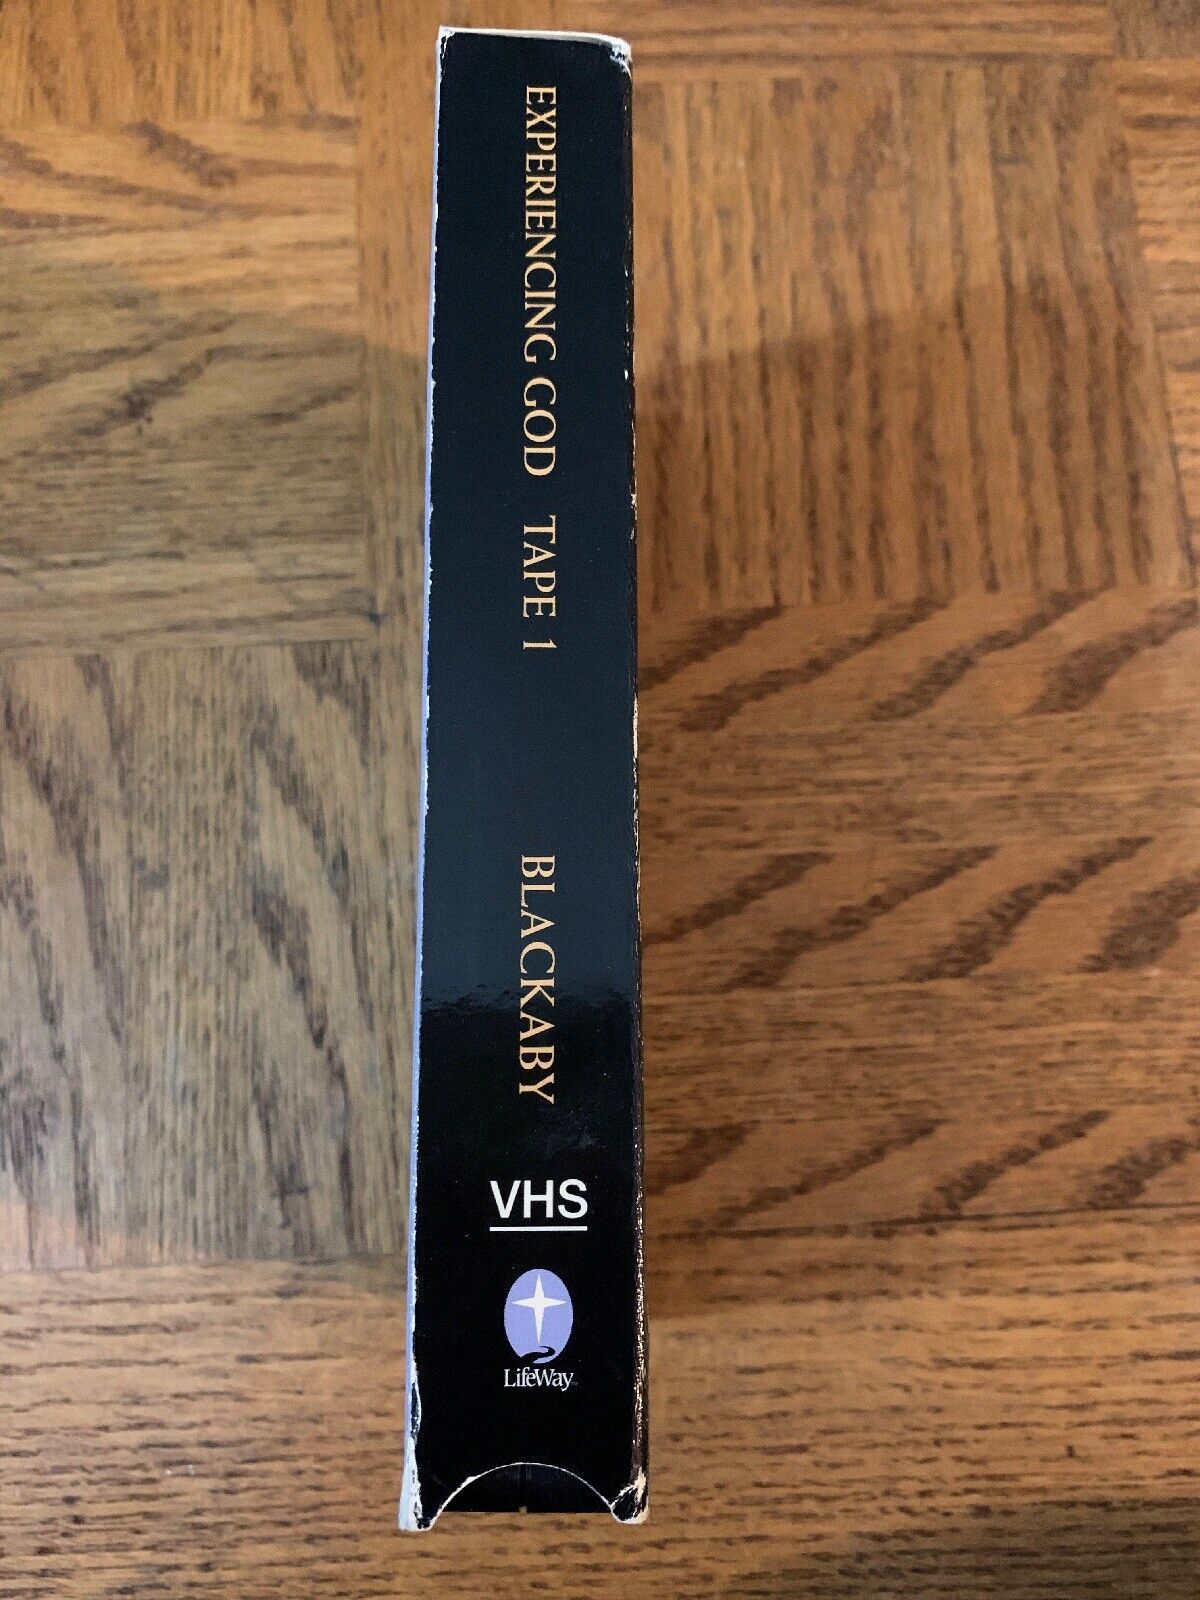 EXPERIENCING GOD TAPE 1 BLACKABY
VHS
LifeWay